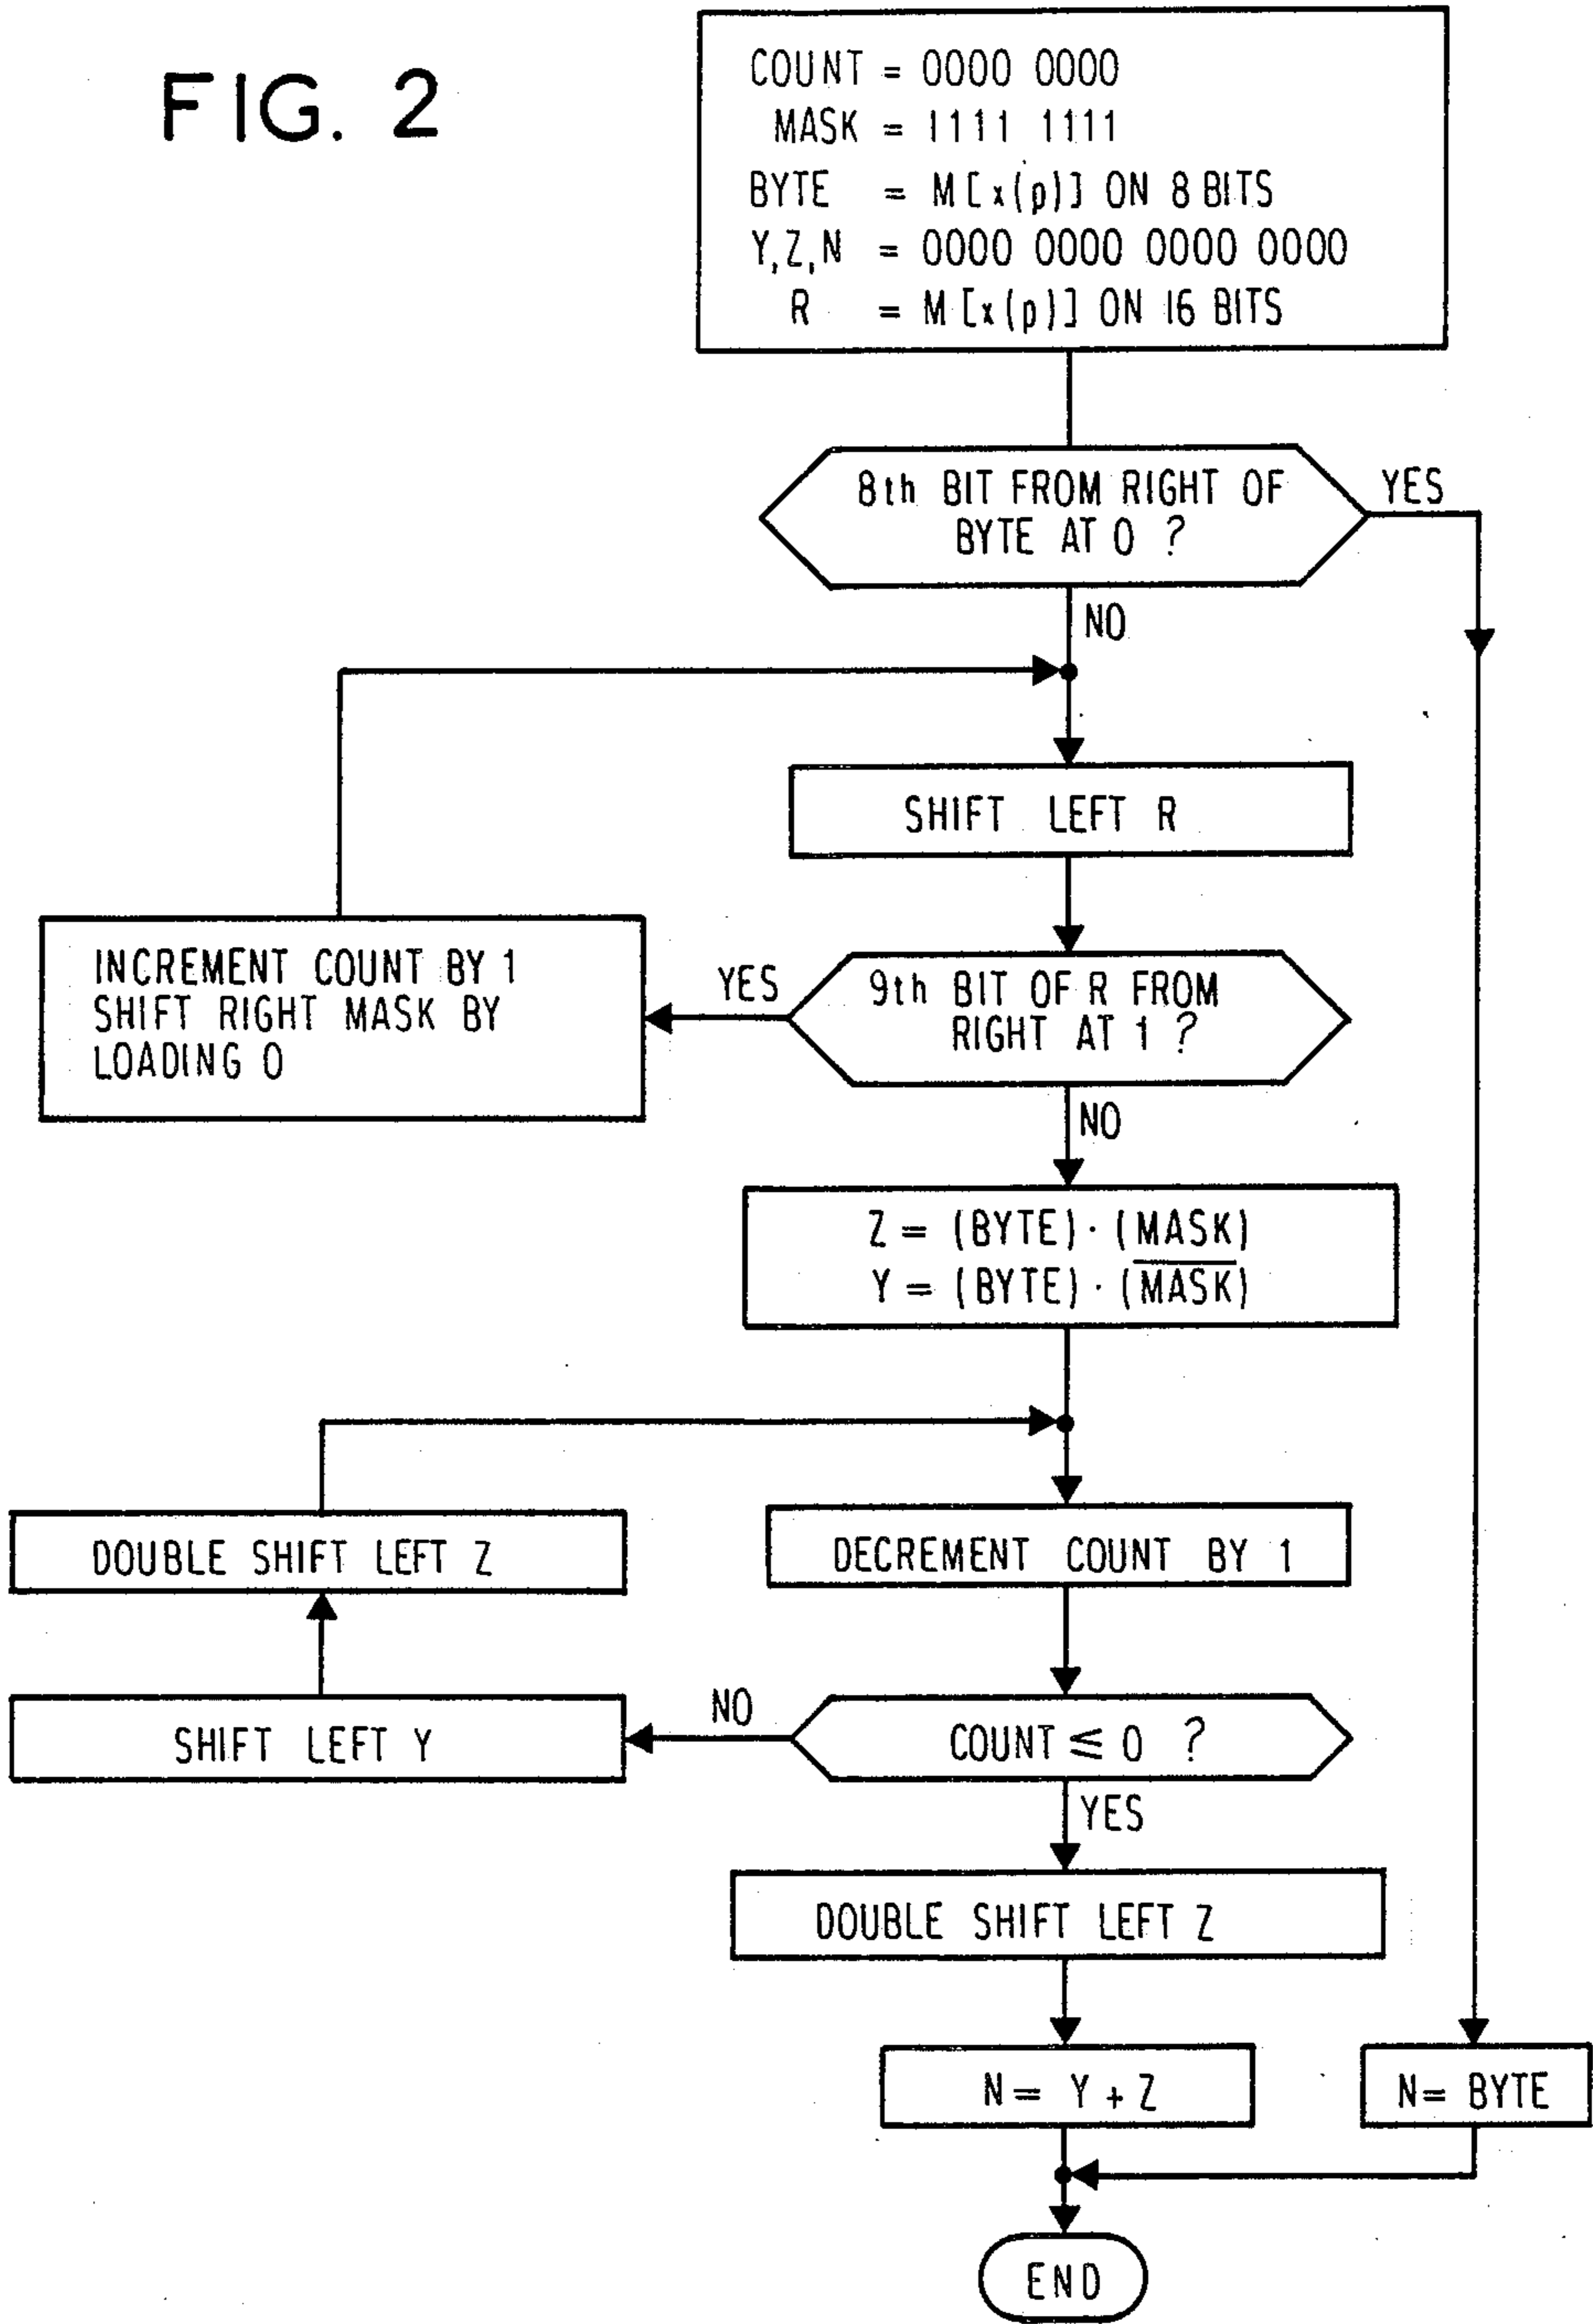 FIG. 2
COUNT = 0000 0000
MASK = 1111 1111
BYTE = M[x(p)] ON 8 BITS
Y,Z,N = 0000 0000 0000 0000
R = M[x(p)] ON 16 BITS
8th BIT FROM RIGHT OF
BYTE AT 0 ?
YES
NO
SHIFT LEFT R
9th BIT OF R FROM
RIGHT AT 1 ?
YES
INCREMENT COUNT BY 1
SHIFT RIGHT MASK BY
LOADING 0
NO
Z = (BYTE) · (MASK)
Y = (BYTE) · (M̅A̅S̅K̅)
DOUBLE SHIFT LEFT Z
DECREMENT COUNT BY 1
SHIFT LEFT Y
NO
COUNT ≦ 0 ?
YES
DOUBLE SHIFT LEFT Z
N = Y + Z
N = BYTE
END